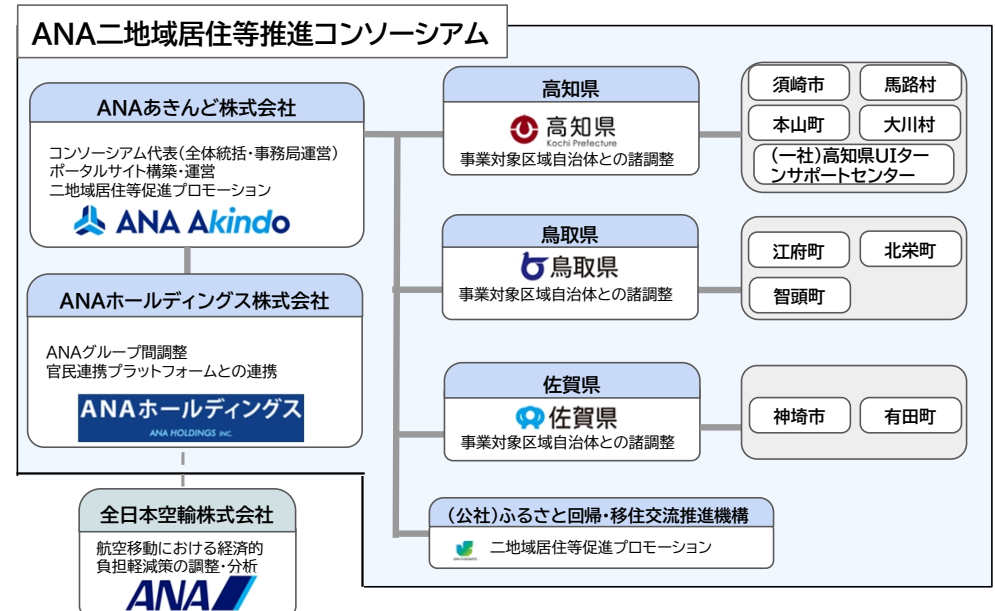 ANA二地域居住等推進コンソーシアム
ANAあきんど株式会社
コンソーシアム代表(全体統括・事務局運営)
ポータルサイト構築・運営
二地域居住等促進プロモーション
ANA Akindo
ANAホールディングス株式会社
ANAグループ間調整
官民連携プラットフォームとの連携
ANAホールディングス
ANA HOLDINGS INC.
全日本空輸株式会社
航空移動における経済的
負担軽減策の調整・分析
ANA
高知県
高知県
Kochi Prefecture
事業対象区域自治体との諸調整
須崎市
馬路村
本山町
大川村
(一社)高知県UIター
ンサポートセンター
鳥取県
鳥取県
事業対象区域自治体との諸調整
江府町
北栄町
智頭町
佐賀県
佐賀県
事業対象区域自治体との諸調整
神埼市
有田町
(公社)ふるさと回帰・移住交流推進機構
二地域居住等促進プロモーション